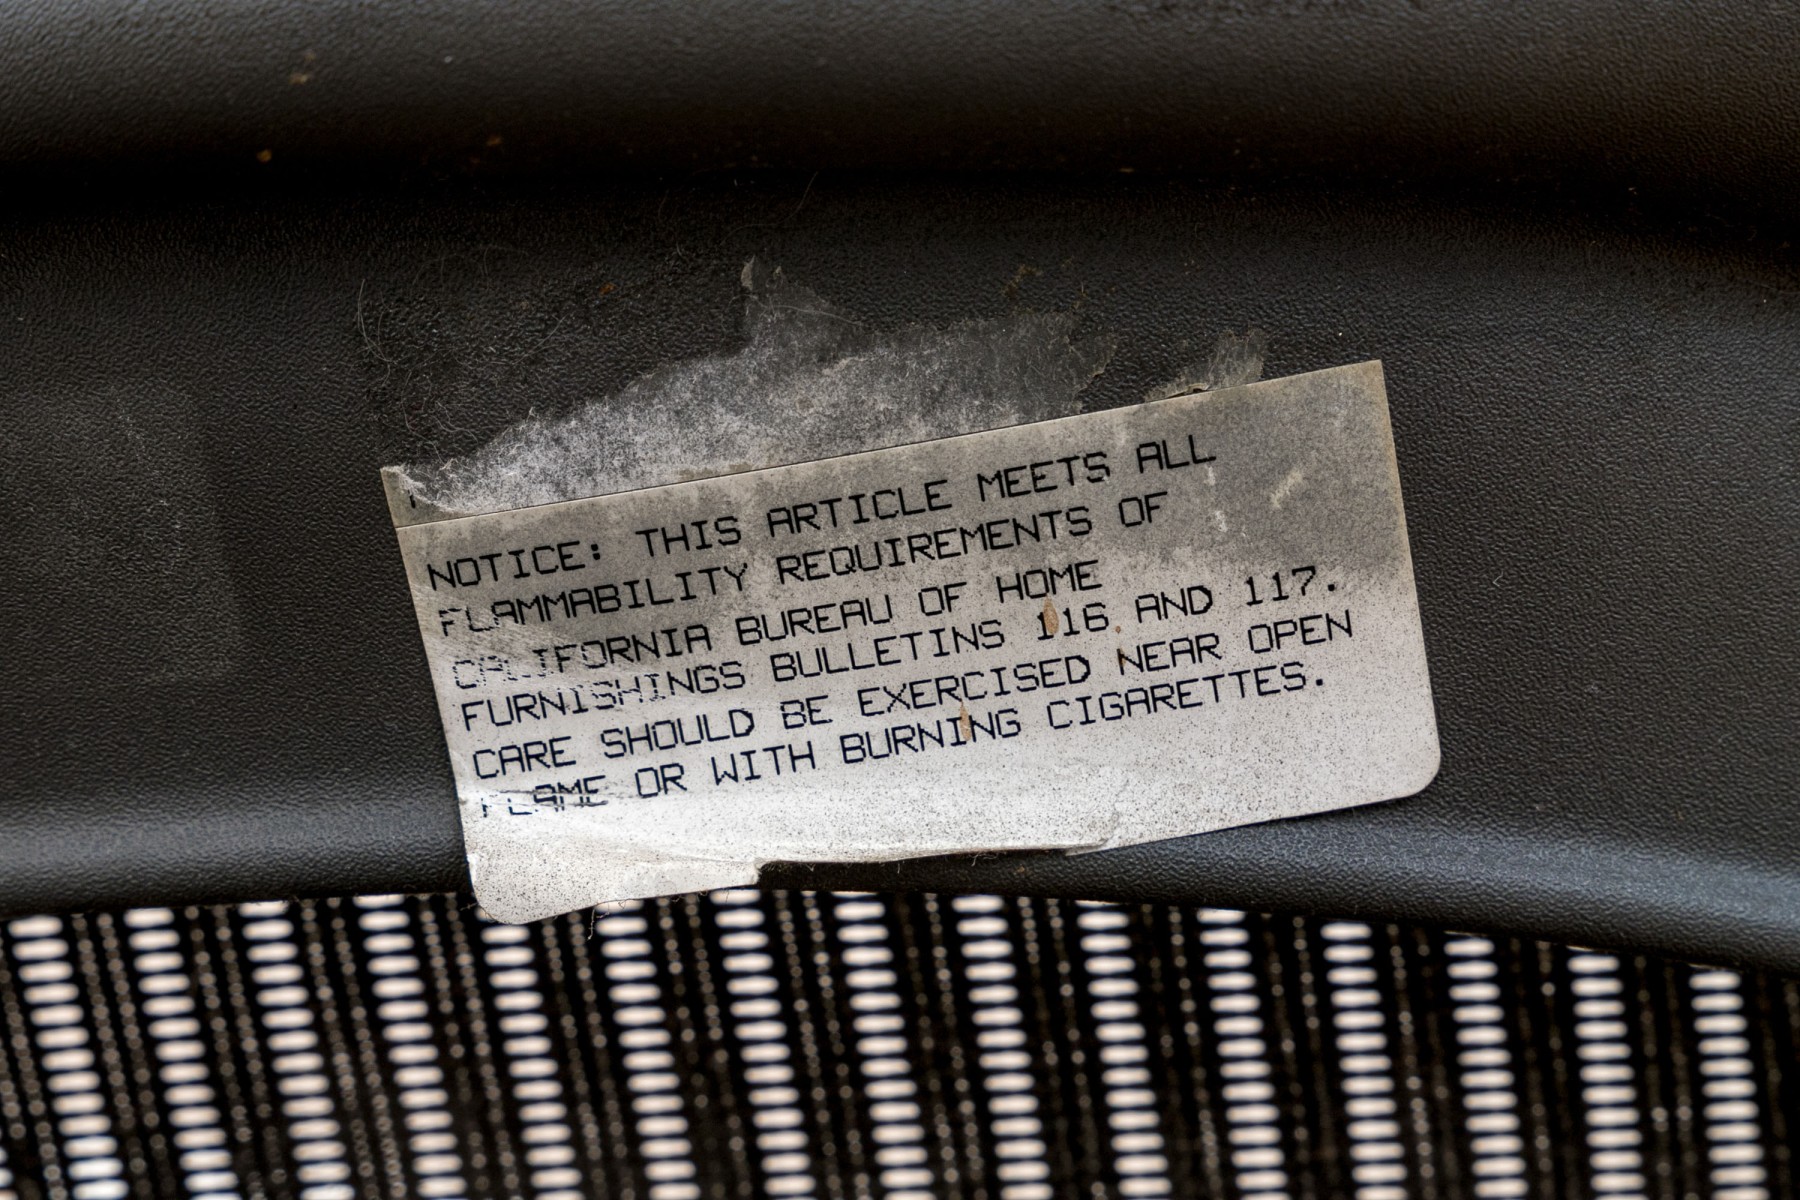 NOTICE: THIS ARTICLE MEETS ALL
FLAMMABILITY REQUIREMENTS OF
CALIFORNIA BUREAU OF HOME
FURNISHINGS BULLETINS 116 AND 117.
CARE SHOULD BE EXERCISED NEAR OPEN
FLAME OR WITH BURNING CIGARETTES.